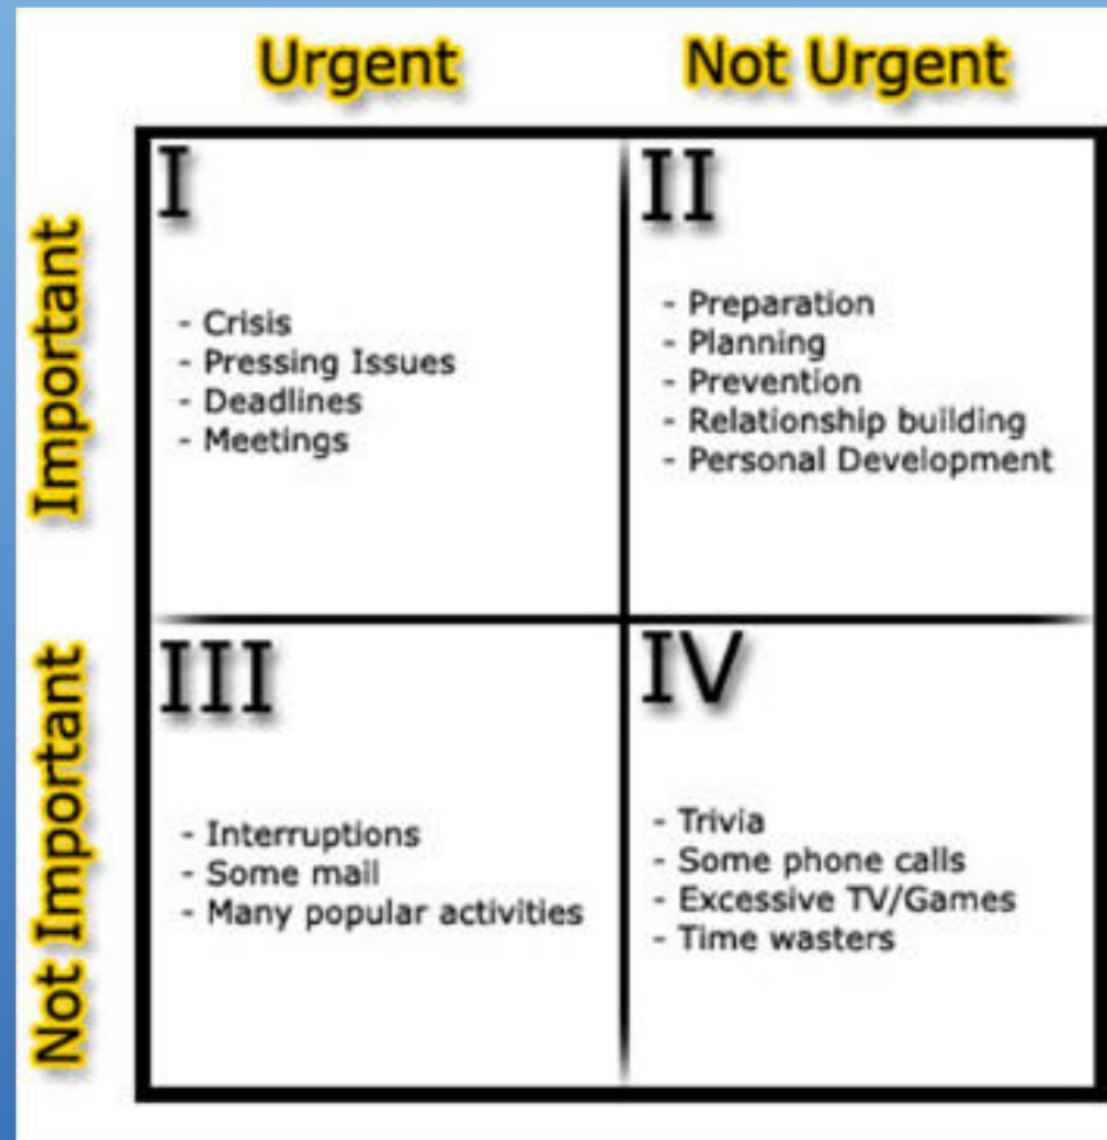 Urgent
Not Urgent
Important
I
- Crisis
- Pressing Issues
- Deadlines
- Meetings
II
- Preparation
- Planning
- Prevention
- Relationship building
- Personal Development
Not Important
III
- Interruptions
- Some mail
- Many popular activities
IV
- Trivia
- Some phone calls
- Excessive TV/Games
- Time wasters